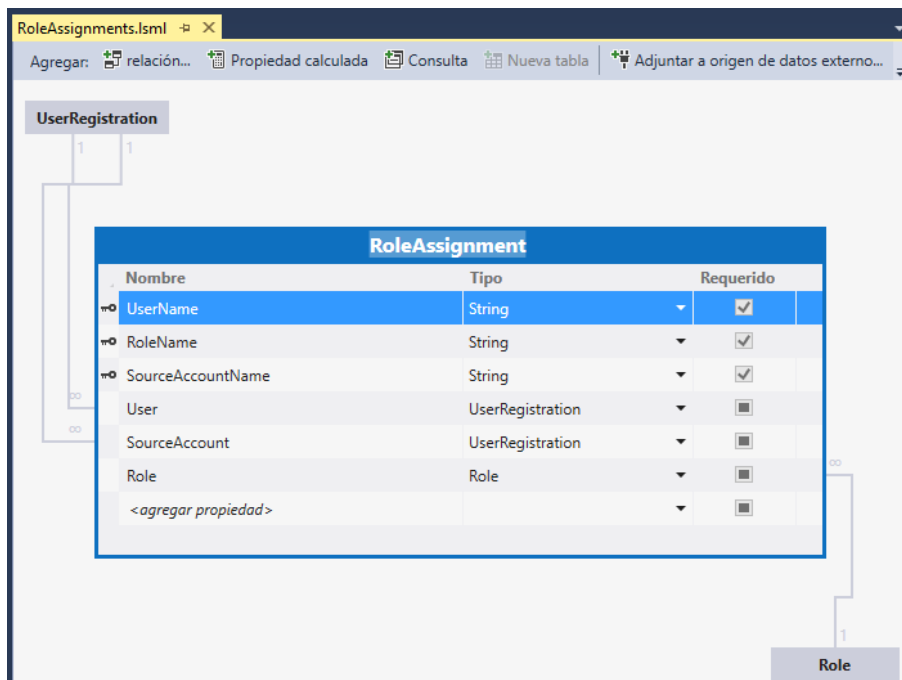 RoleAssignments.lsml
Agregar: relación... Propiedad calculada Consulta Nueva tabla Adjuntar a origen de datos externo...
UserRegistration
1 1
RoleAssignment
Nombre Tipo Requerido
UserName String
RoleName String
SourceAccountName String
∞
User UserRegistration
∞
SourceAccount UserRegistration
∞
Role Role
<agregar propiedad>
1
Role